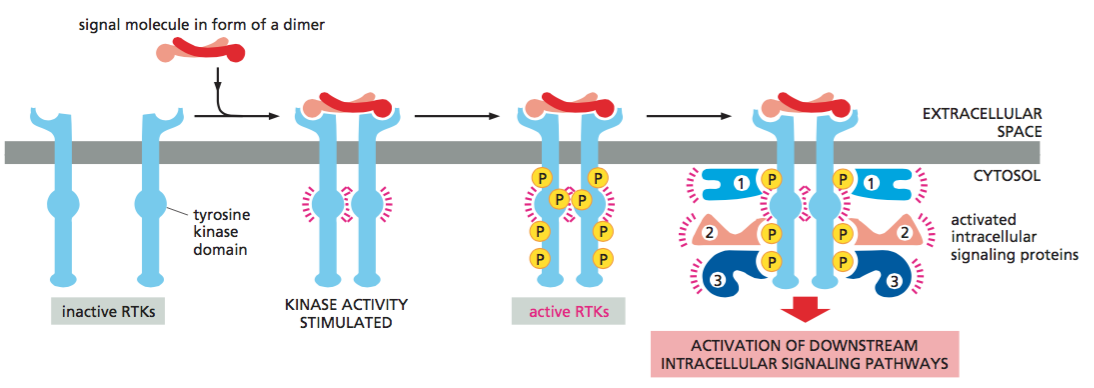 signal molecule in form of a dimer
EXTRACELLULAR
SPACE
CYTOSOL
tyrosine
kinase
domain
P
P
P
P
P
P
P
P
P
P
P
P
P
P
1
1
2
2
3
3
activated
intracellular
signaling proteins
inactive RTKs
KINASE ACTIVITY
STIMULATED
active RTKs
ACTIVATION OF DOWNSTREAM
INTRACELLULAR SIGNALING PATHWAYS